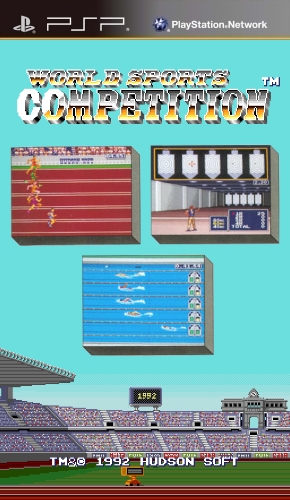 PSP PlayStation®Network
WORLD SPORTS
COMPETITION ™
1992
TM&© 1992 HUDSON SOFT